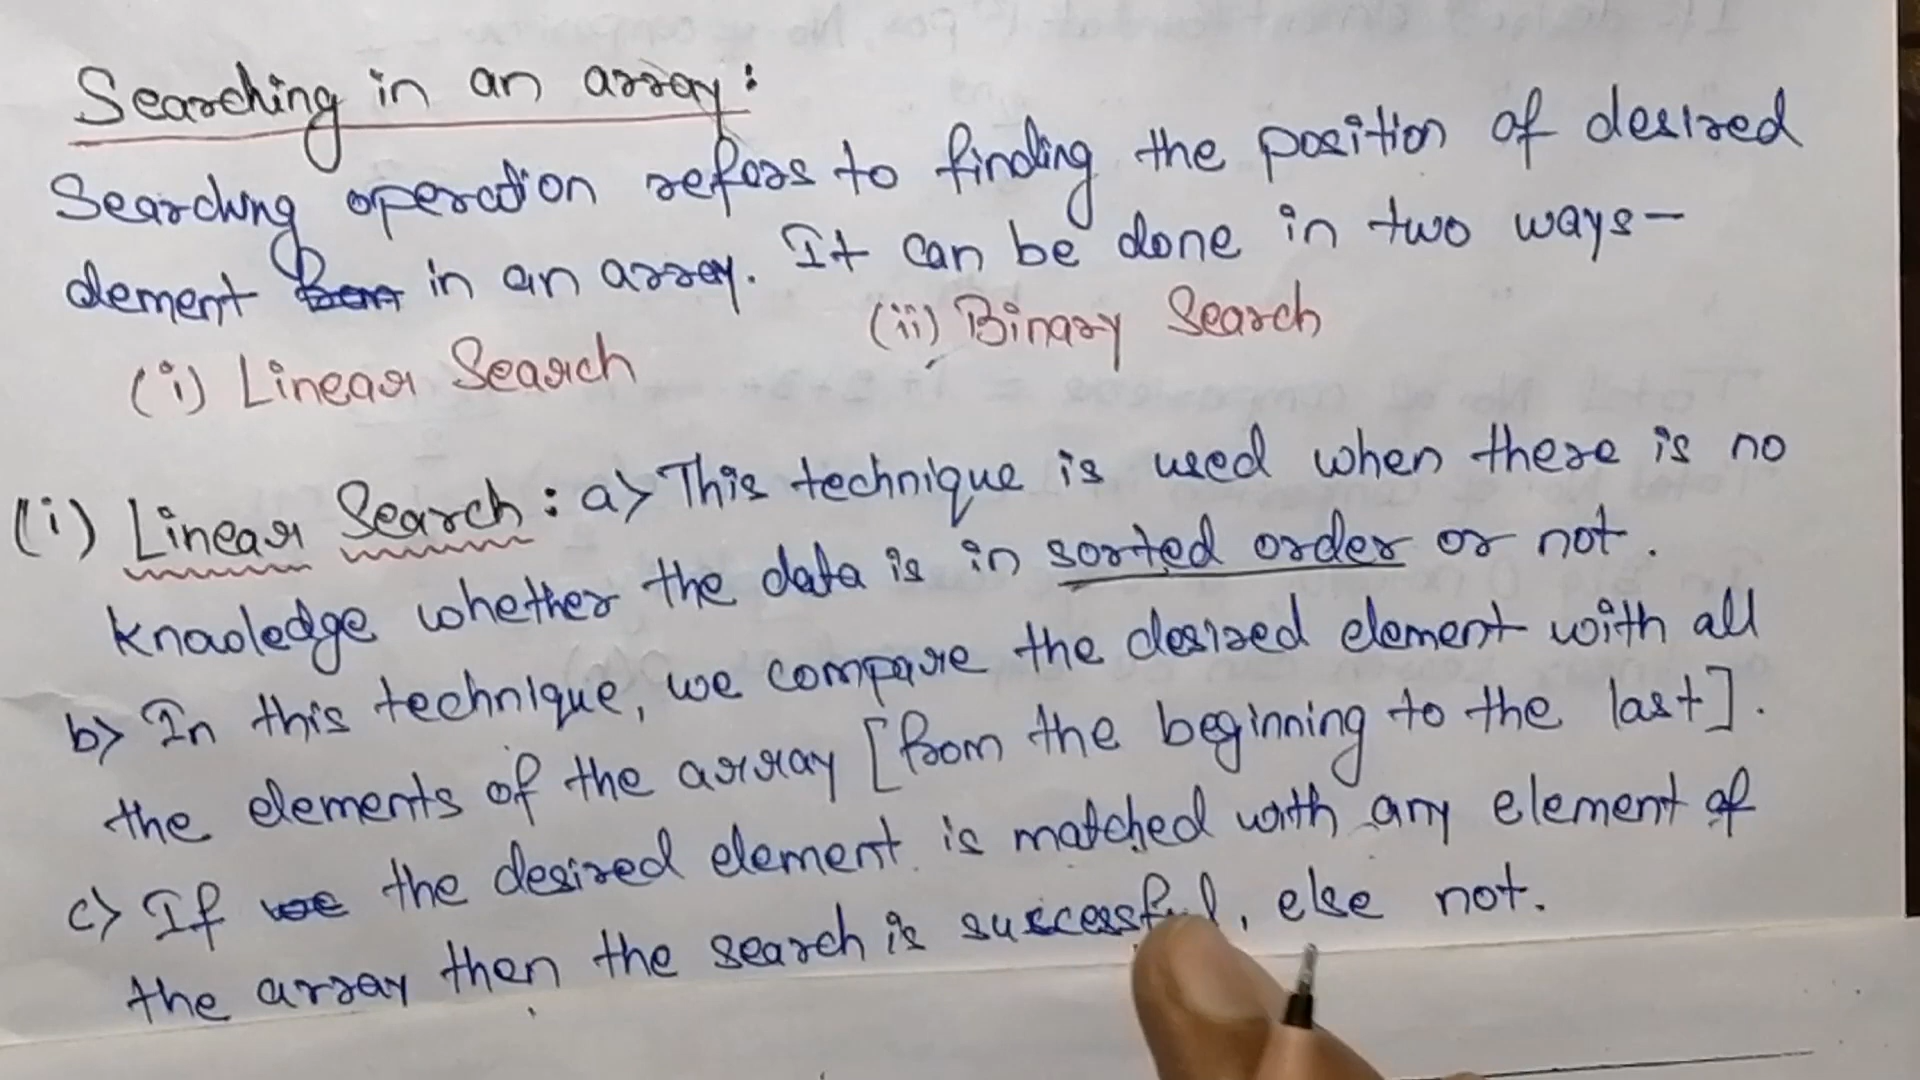 Searching in an array:
Searching operation refers to finding the position of desired
element in an array. It can be done in two ways-
(i) Linear Search (ii) Binary Search
(i) Linear Search: a> This technique is used when there is no
knowledge whether the data is in sorted order or not.
b> In this technique, we compare the desired element with all
the elements of the array [from the beginning to the last].
c> If the desired element is matched with any element of
the array then the search is successful, else not.